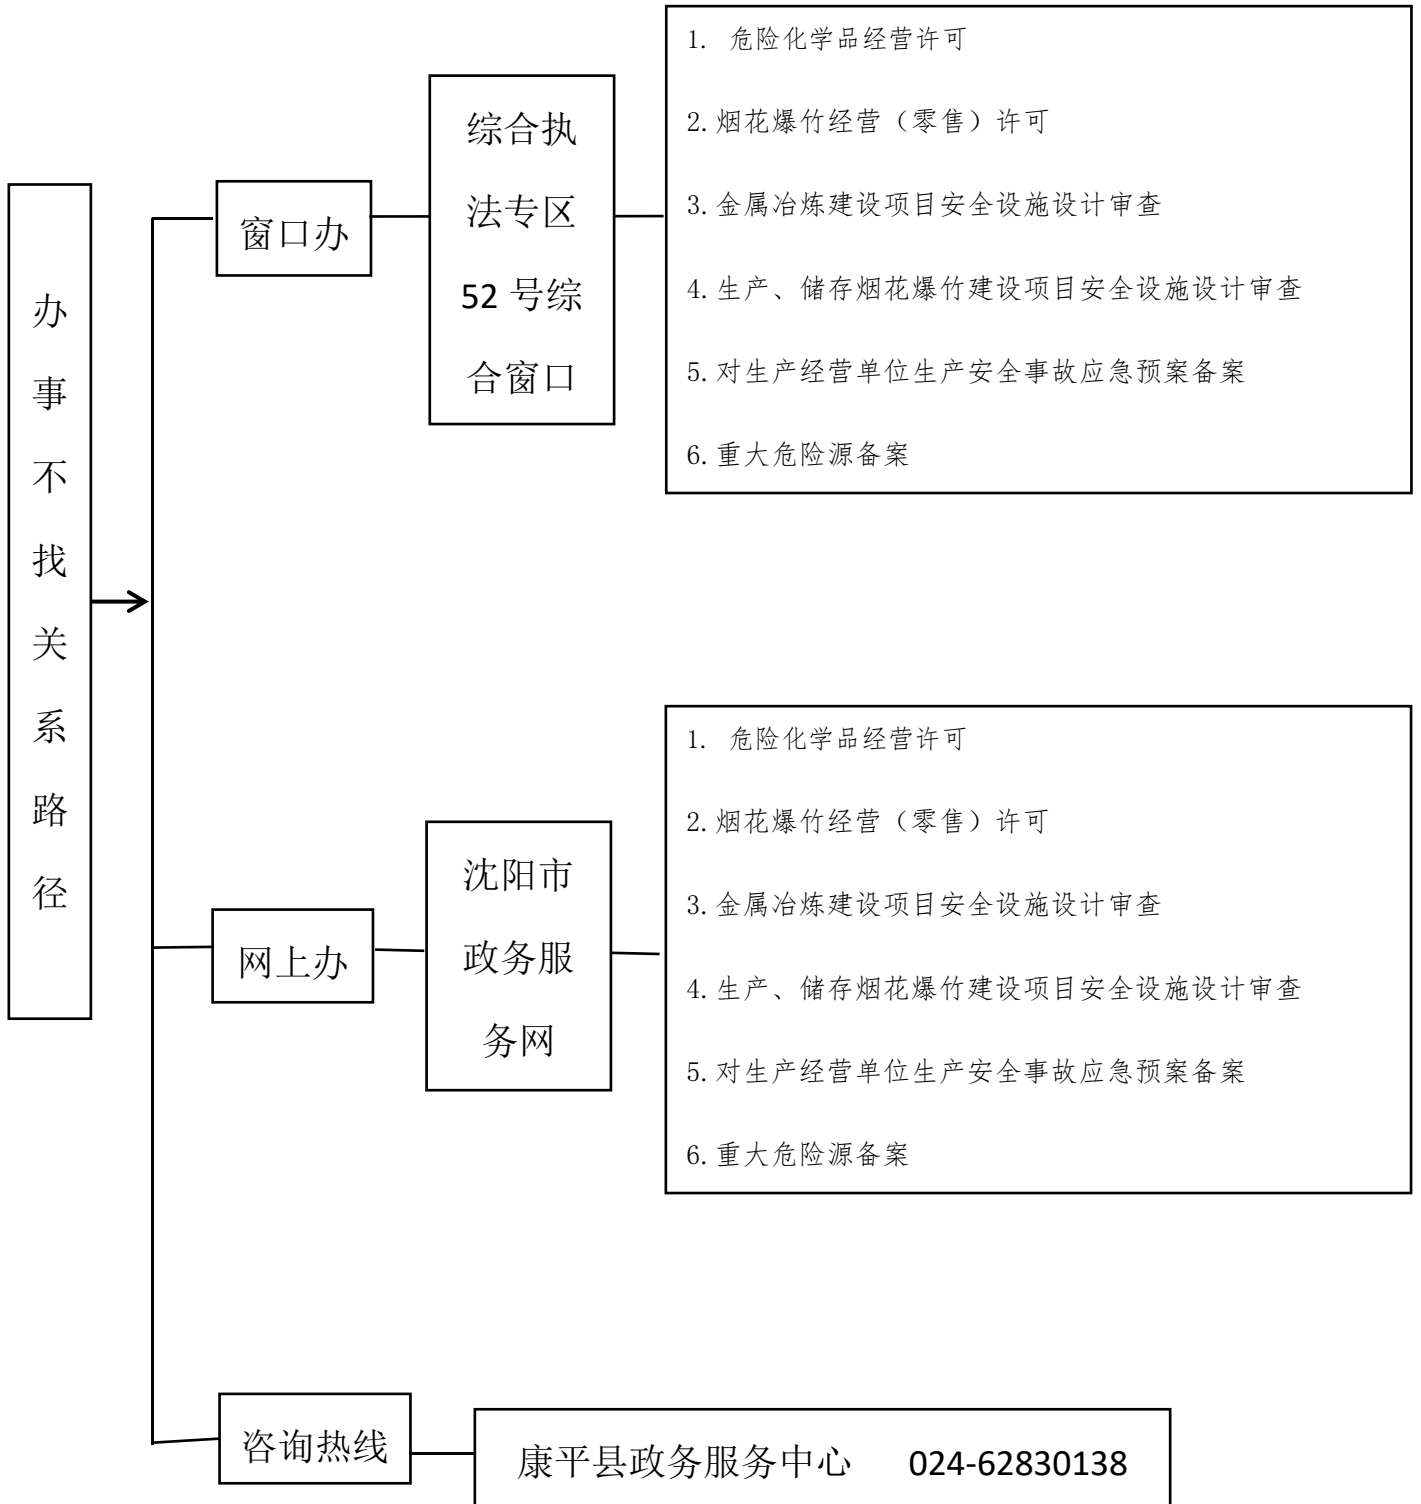 办
事
不
找
关
系
路
径
窗口办
综合执
法专区
52 号综
合窗口
1. 危险化学品经营许可
2.烟花爆竹经营（零售）许可
3.金属冶炼建设项目安全设施设计审查
4.生产、储存烟花爆竹建设项目安全设施设计审查
5.对生产经营单位生产安全事故应急预案备案
6.重大危险源备案
网上办
沈阳市
政务服
务网
1. 危险化学品经营许可
2.烟花爆竹经营（零售）许可
3.金属冶炼建设项目安全设施设计审查
4.生产、储存烟花爆竹建设项目安全设施设计审查
5.对生产经营单位生产安全事故应急预案备案
6.重大危险源备案
咨询热线
康平县政务服务中心 024-62830138